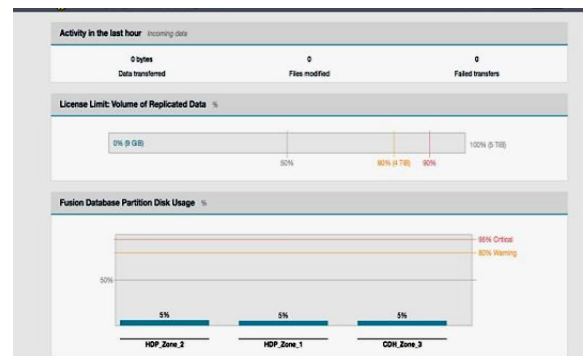 Activity in the last hour Incoming data
0 bytes 0 0
Data transferred Files modified Failed transfers
License Limit: Volume of Replicated Data %
0% (9 GiB) 100% (5 TiB)
50% 80% (4 TiB) 90%
Fusion Database Partition Disk Usage %
95% Critical
80% Warning
50%
5% 5% 5%
HDP_Zone_2 HDP_Zone_1 CDH_Zone_3